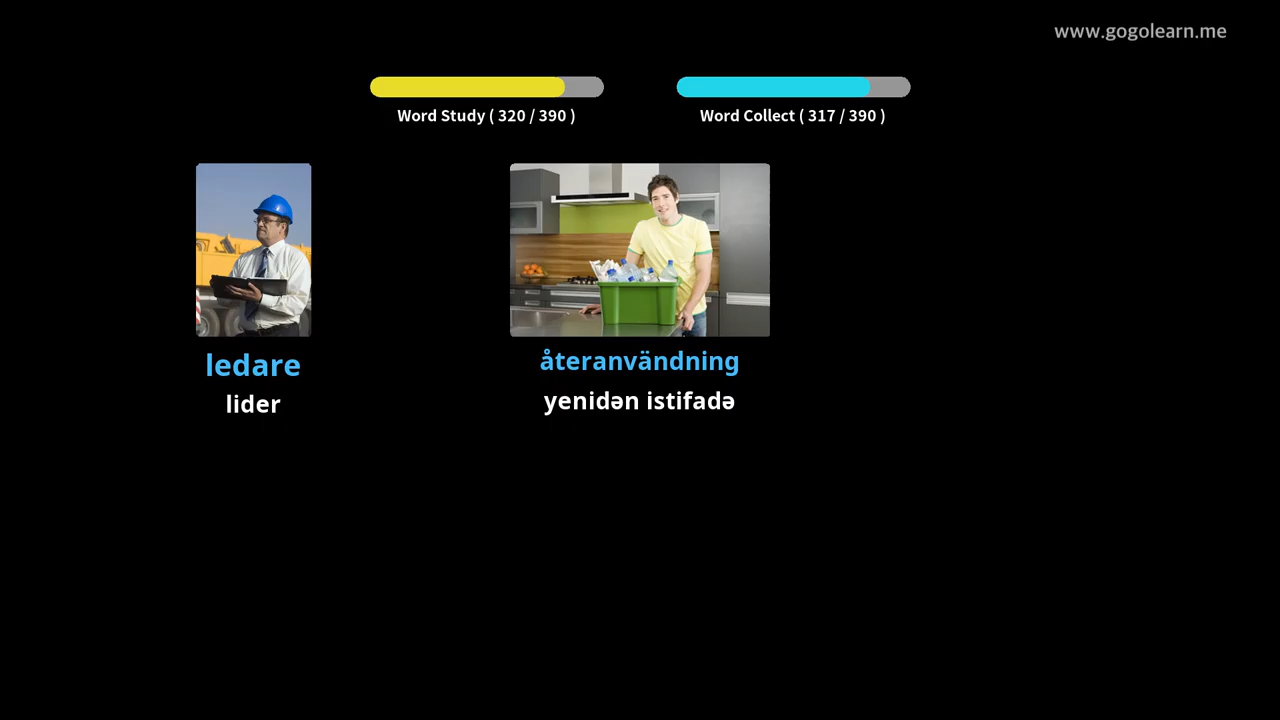 www.gogolearn.me
Word Study ( 320 / 390 )
Word Collect ( 317 / 390 )
ledare
återanvändning
lider
yenidən istifadə